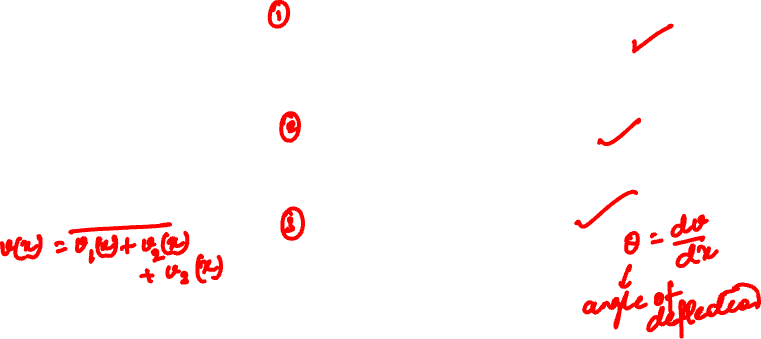 ①
②
③
v(x) = v₁(x) + v₂(x)
+ v₃(x)
θ = dv/dx
angle of
deflection